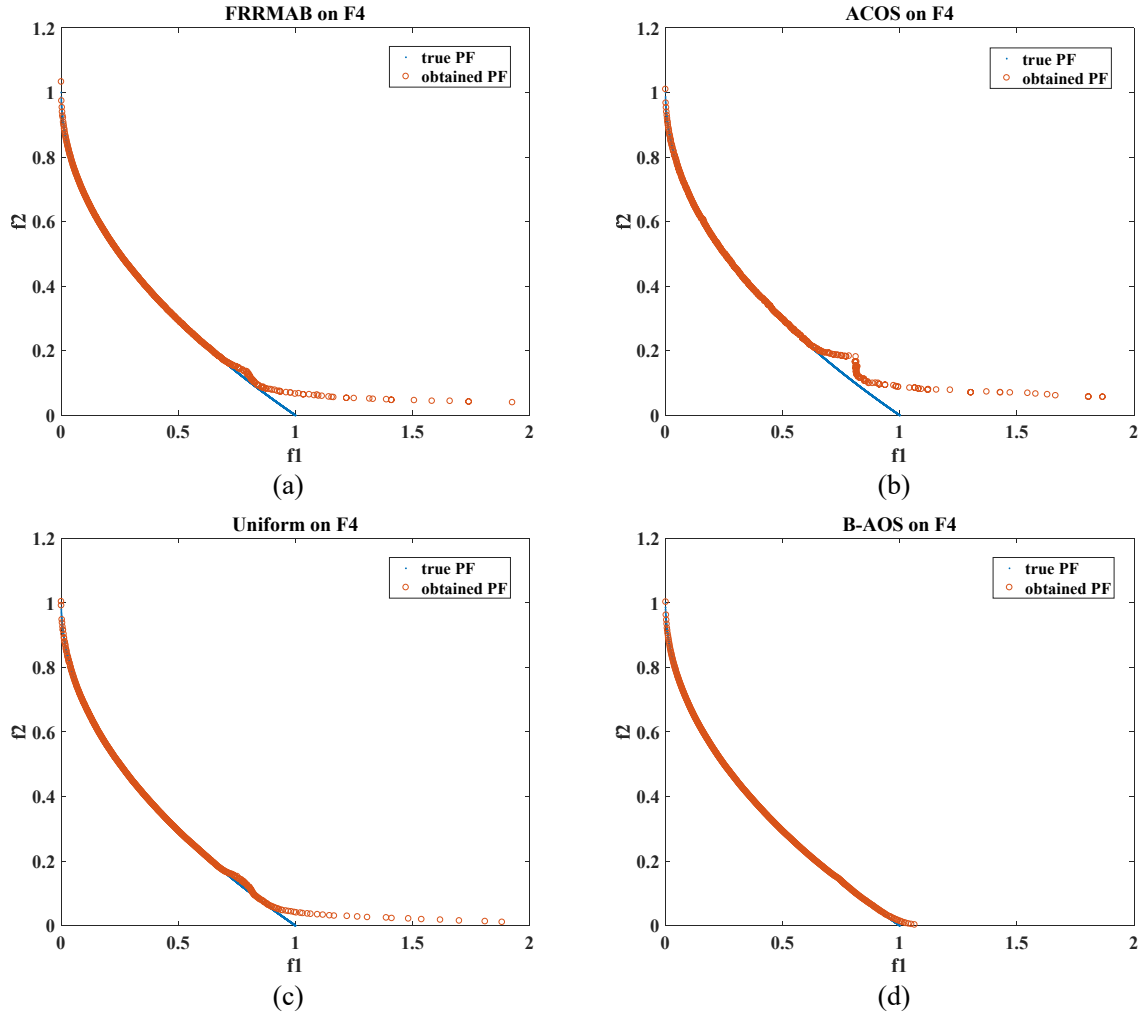 FRRMAB on F4
1.2
1
0.8
0.6
0.4
0.2
0
f2
true PF
obtained PF
0 0.5 1 1.5 2
f1
(a)
ACOS on F4
1.2
1
0.8
0.6
0.4
0.2
0
f2
true PF
obtained PF
0 0.5 1 1.5 2
f1
(b)
Uniform on F4
1.2
1
0.8
0.6
0.4
0.2
0
f2
true PF
obtained PF
0 0.5 1 1.5 2
f1
(c)
B-AOS on F4
1.2
1
0.8
0.6
0.4
0.2
0
f2
true PF
obtained PF
0 0.5 1 1.5 2
f1
(d)